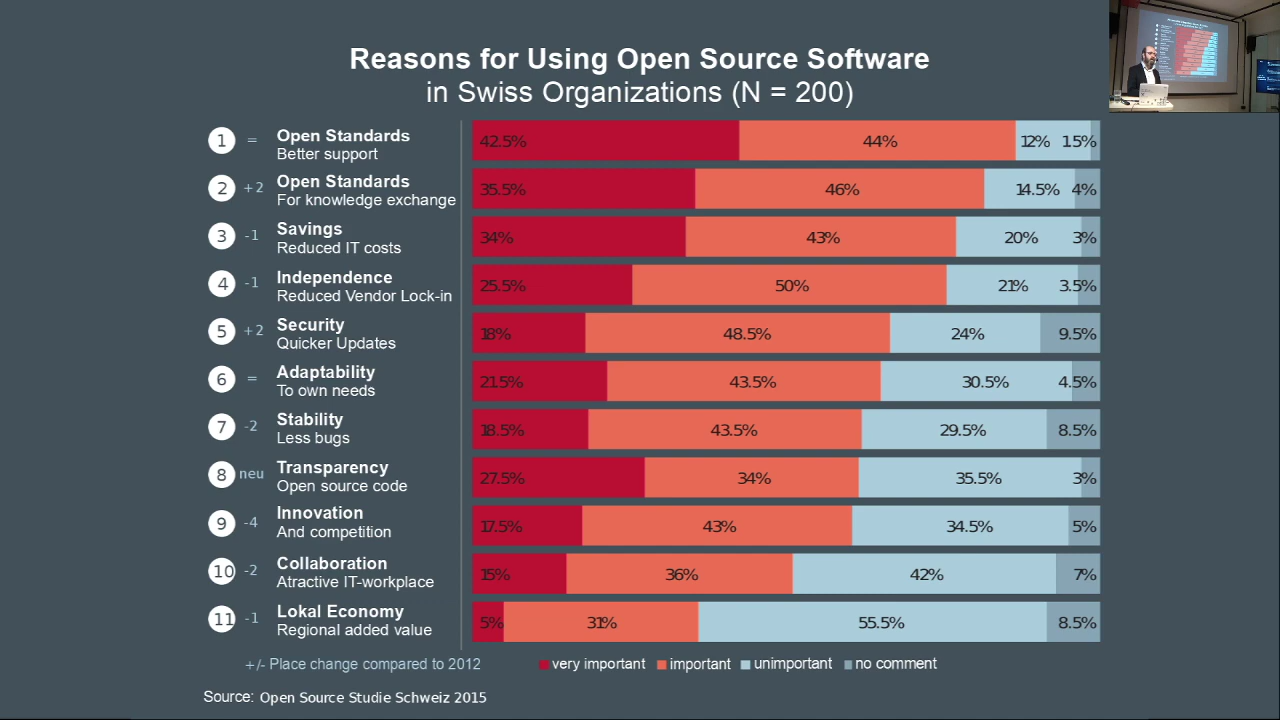 Reasons for Using Open Source Software
in Swiss Organizations (N = 200)
1 = Open Standards
Better support
42.5% 44% 12% 1.5%
2 +2 Open Standards
For knowledge exchange
35.5% 46% 14.5% 4%
3 -1 Savings
Reduced IT costs
34% 43% 20% 3%
4 -1 Independence
Reduced Vendor Lock-in
25.5% 50% 21% 3.5%
5 +2 Security
Quicker Updates
18% 48.5% 24% 9.5%
6 = Adaptability
To own needs
21.5% 43.5% 30.5% 4.5%
7 -2 Stability
Less bugs
18.5% 43.5% 29.5% 8.5%
8 neu Transparency
Open source code
27.5% 34% 35.5% 3%
9 -4 Innovation
And competition
17.5% 43% 34.5% 5%
10 -2 Collaboration
Atractive IT-workplace
15% 36% 42% 7%
11 -1 Lokal Economy
Regional added value
5% 31% 55.5% 8.5%
+/- Place change compared to 2012
very important important unimportant no comment
Source: Open Source Studie Schweiz 2015